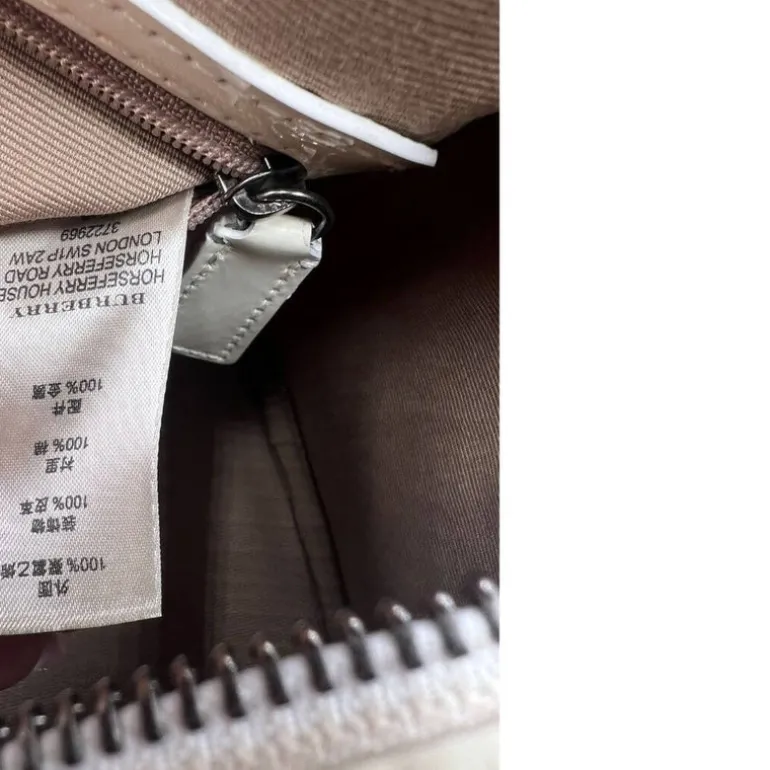 外面
100% 聚氯乙烯
装饰物
100% 皮革
衬里
100% 棉
配件
100% 金属
BURBERRY
HORSEFERRY HOUSE
HORSEFERRY ROAD
LONDON SW1P 2AW
3722969